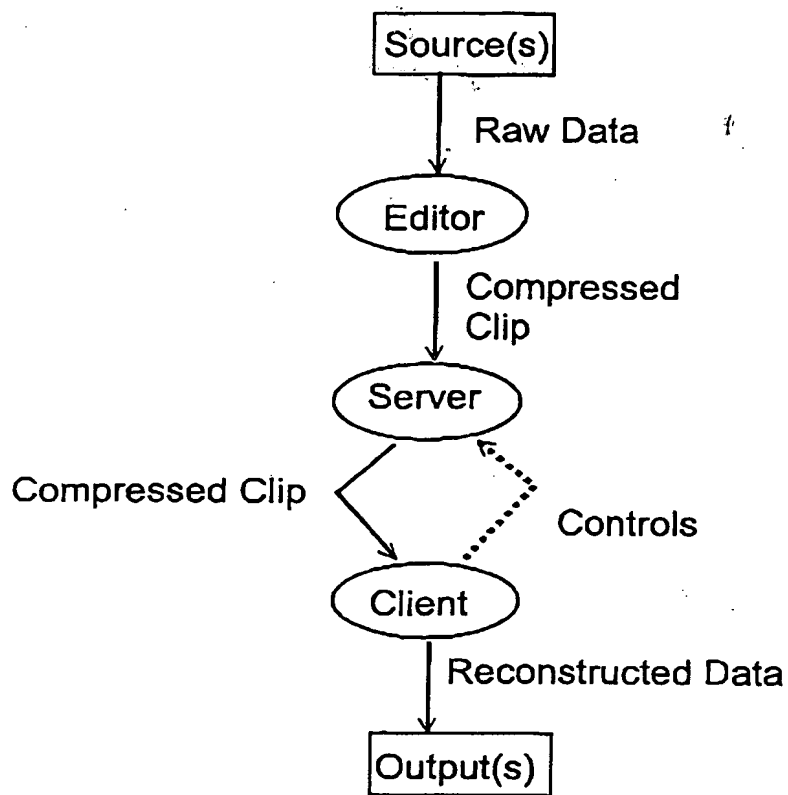 Source(s)
Raw Data
Editor
Compressed
Clip
Server
Compressed Clip
Controls
Client
Reconstructed Data
Output(s)